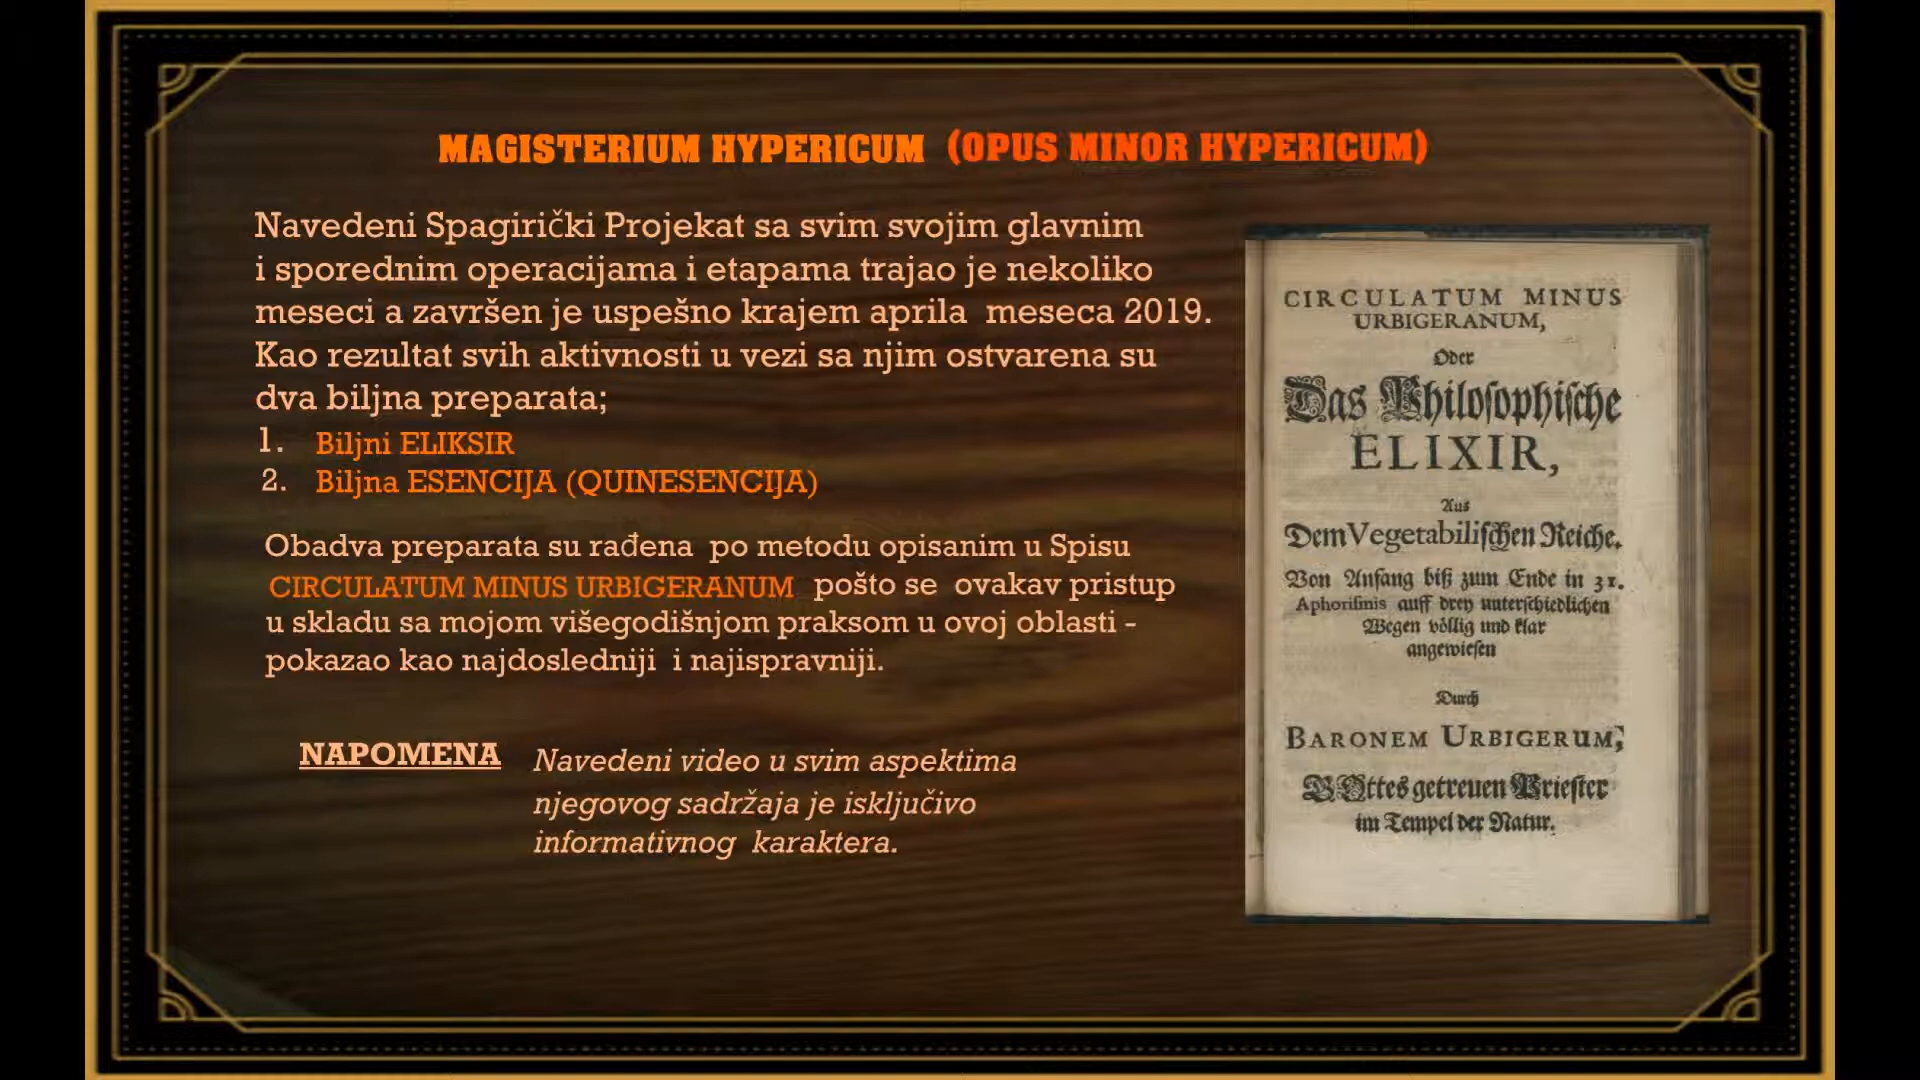 MAGISTERIUM HYPERICUM (OPUS MINOR HYPERICUM)
Navedeni Spagirički Projekat sa svim svojim glavnim
i sporednim operacijama i etapama trajao je nekoliko
meseci a završen je uspešno krajem aprila meseca 2019.
Kao rezultat svih aktivnosti u vezi sa njim ostvarena su
dva biljna preparata;
1. Biljni ELIKSIR
2. Biljna ESENCIJA (QUINESENCIJA)
Obadva preparata su rađena po metodu opisanim u Spisu
CIRCULATUM MINUS URBIGERANUM pošto se ovakav pristup
u skladu sa mojom višegodišnjom praksom u ovoj oblasti -
pokazao kao najdosledniji i najispravniji.
NAPOMENA Navedeni video u svim aspektima
njegovog sadržaja je isključivo
informativnog karaktera.
CIRCULATUM MINUS
URBIGERANUM,
Oder
Das Philoſophiſche
ELIXIR,
Aus
Dem Vegetabiliſchen Reiche.
Von Anfang biß zum Ende in 31.
Aphoriſmis auff drey unterſchiedlichen
Wegen völlig und klar
angewieſen
Durch
BARONEM URBIGERUM,
GOttes getreuen Prieſter
im Tempel der Natur.